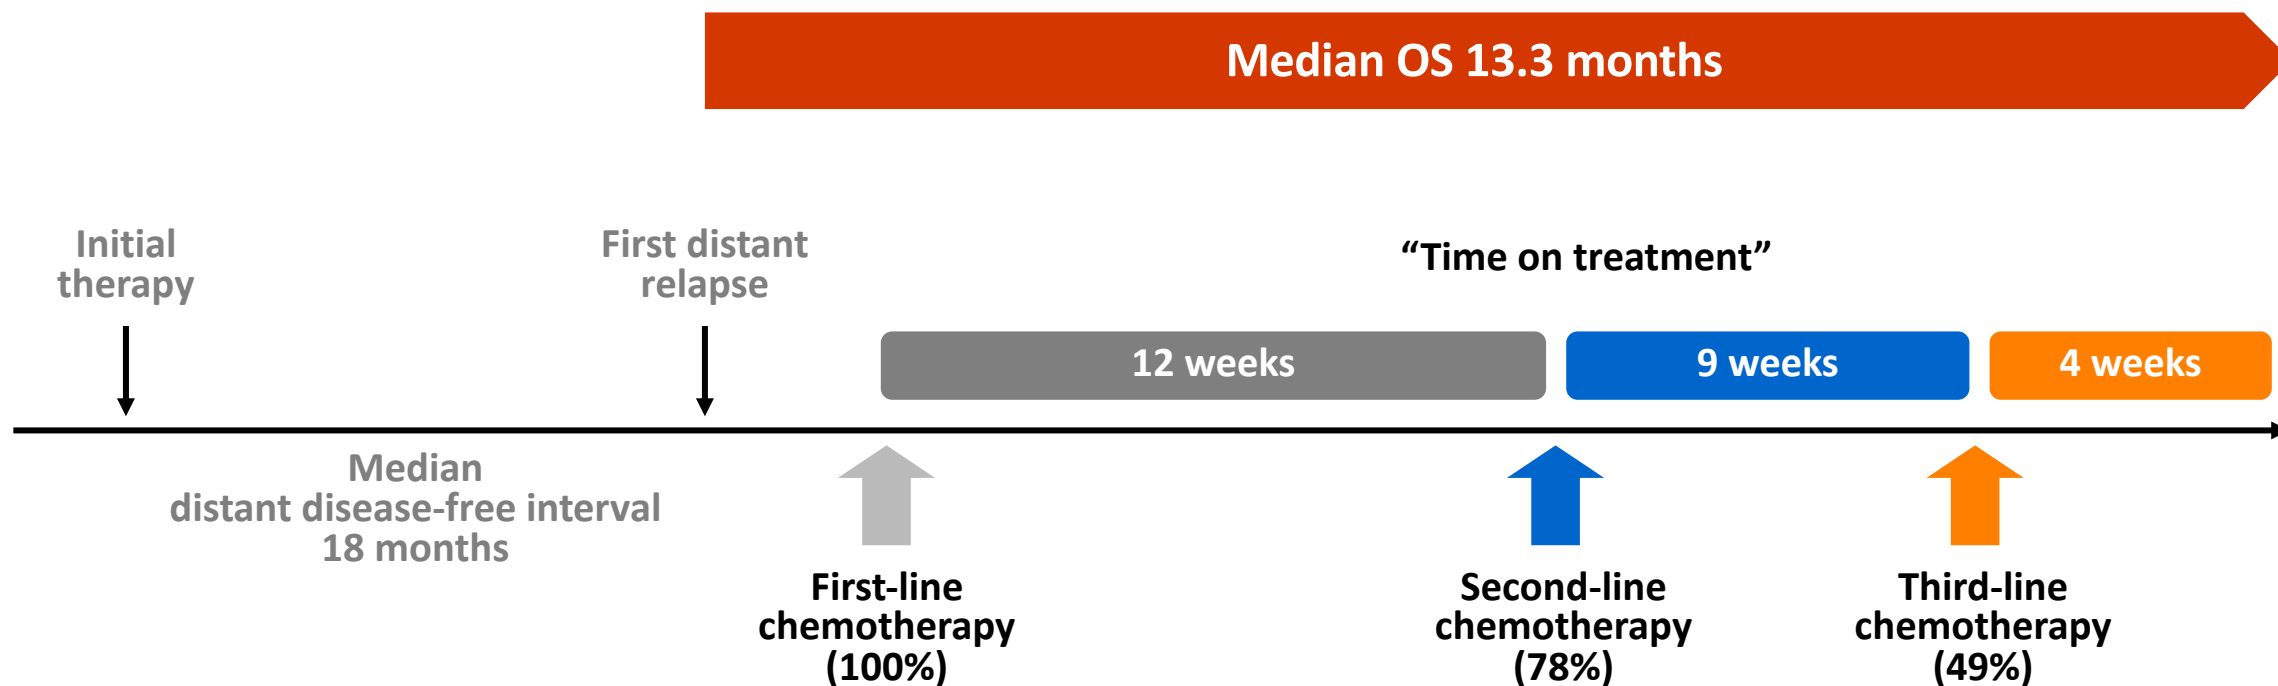 Median OS 13.3 months
Initial
therapy
First distant
relapse
“Time on treatment”
12 weeks
9 weeks
4 weeks
Median
distant disease-free interval
18 months
First-line
chemotherapy
(100%)
Second-line
chemotherapy
(78%)
Third-line
chemotherapy
(49%)